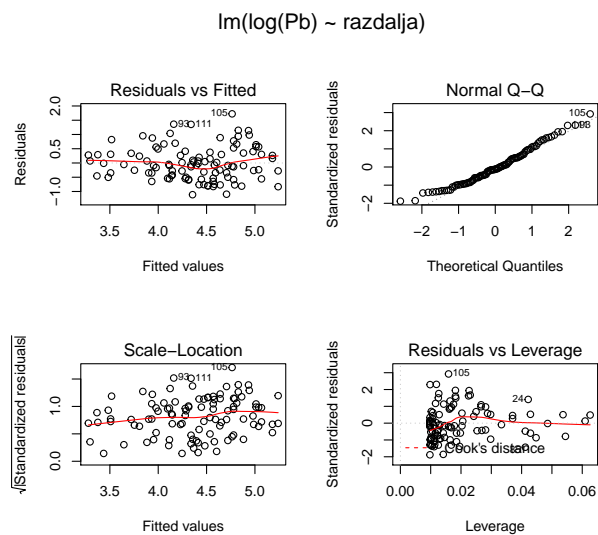 lm(log(Pb) ~ razdalja)
Residuals vs Fitted
Residuals
−1.0 0.5 2.0
105
93 111
3.5 4.0 4.5 5.0
Fitted values
Normal Q−Q
Standardized residuals
−2 0 2
105
−2 −1 0 1 2
Theoretical Quantiles
Scale−Location
√|Standardized residuals|
0.0 1.0
105
93 111
3.5 4.0 4.5 5.0
Fitted values
Residuals vs Leverage
Standardized residuals
−2 0 2
105
24
Cook's distance
0.00 0.02 0.04 0.06
Leverage